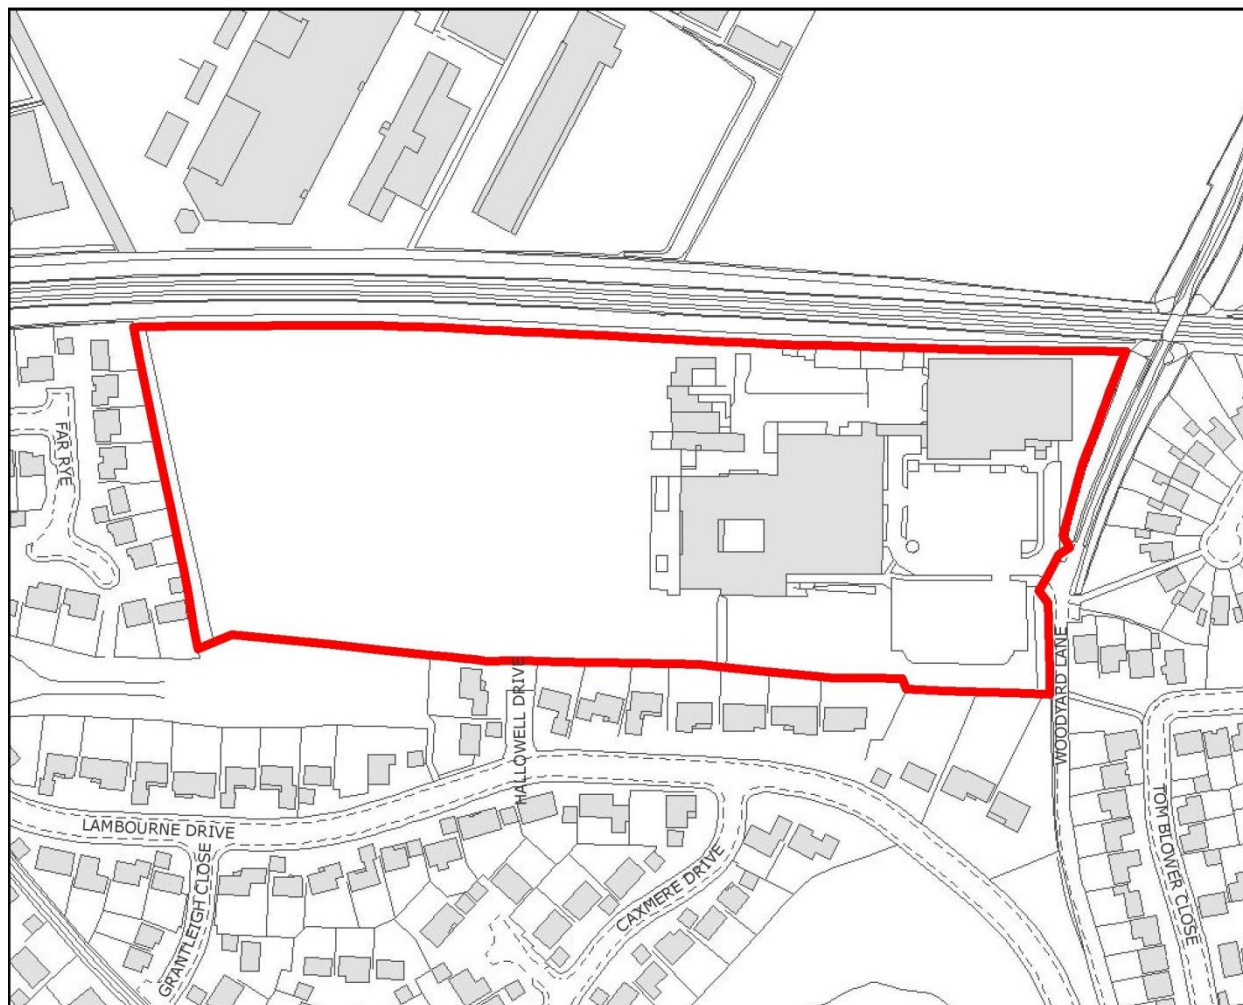 FAR RYE
HALLOWELL DRIVE
WOODYARD LANE
LAMBOURNE DRIVE
GRANTLEIGH CLOSE
CAXMERE DRIVE
TOM BLOWER CLOSE